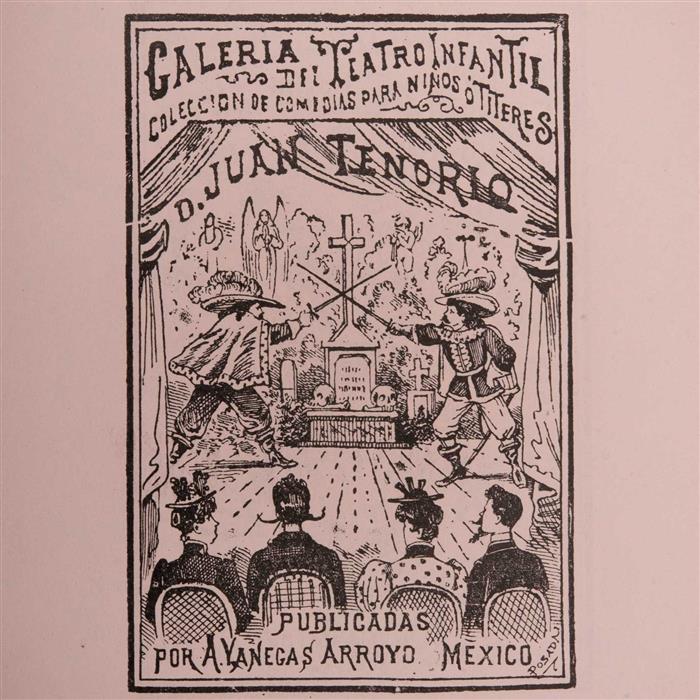 GALERIA DEL TEATRO INFANTIL
COLECCION DE COMEDIAS PARA NIÑOS O TITERES
D. JUAN TENORIO
PUBLICADAS
POR A. VANEGAS ARROYO MEXICO
POSADA